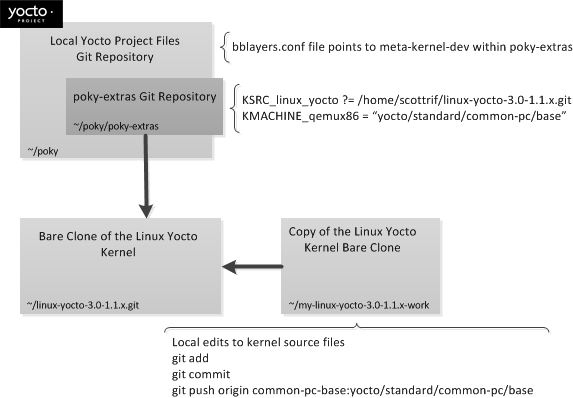 yocto
PROJECT
Local Yocto Project Files
Git Repository
bblayers.conf file points to meta-kernel-dev within poky-extras
poky-extras Git Repository
~/poky/poky-extras
KSRC_linux_yocto ?= /home/scottrif/linux-yocto-3.0-1.1.x.git
KMACHINE_qemux86 = “yocto/standard/common-pc/base”
~/poky
Bare Clone of the Linux Yocto
Kernel
~/linux-yocto-3.0-1.1.x.git
Copy of the Linux Yocto
Kernel Bare Clone
~/my-linux-yocto-3.0-1.1.x-work
Local edits to kernel source files
git add
git commit
git push origin common-pc-base:yocto/standard/common-pc/base